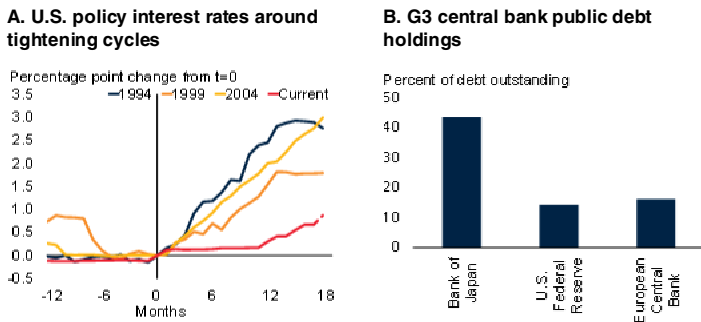 A. U.S. policy interest rates around
tightening cycles
Percentage point change from t=0
1994 1999 2004 Current
3.5
3.0
2.5
2.0
1.5
1.0
0.5
0.0
-0.5
-12 -6 0 6 12 18
Months
B. G3 central bank public debt
holdings
Percent of debt outstanding
50
40
30
20
10
0
Bank of
Japan
U.S.
Federal
Reserve
European
Central
Bank